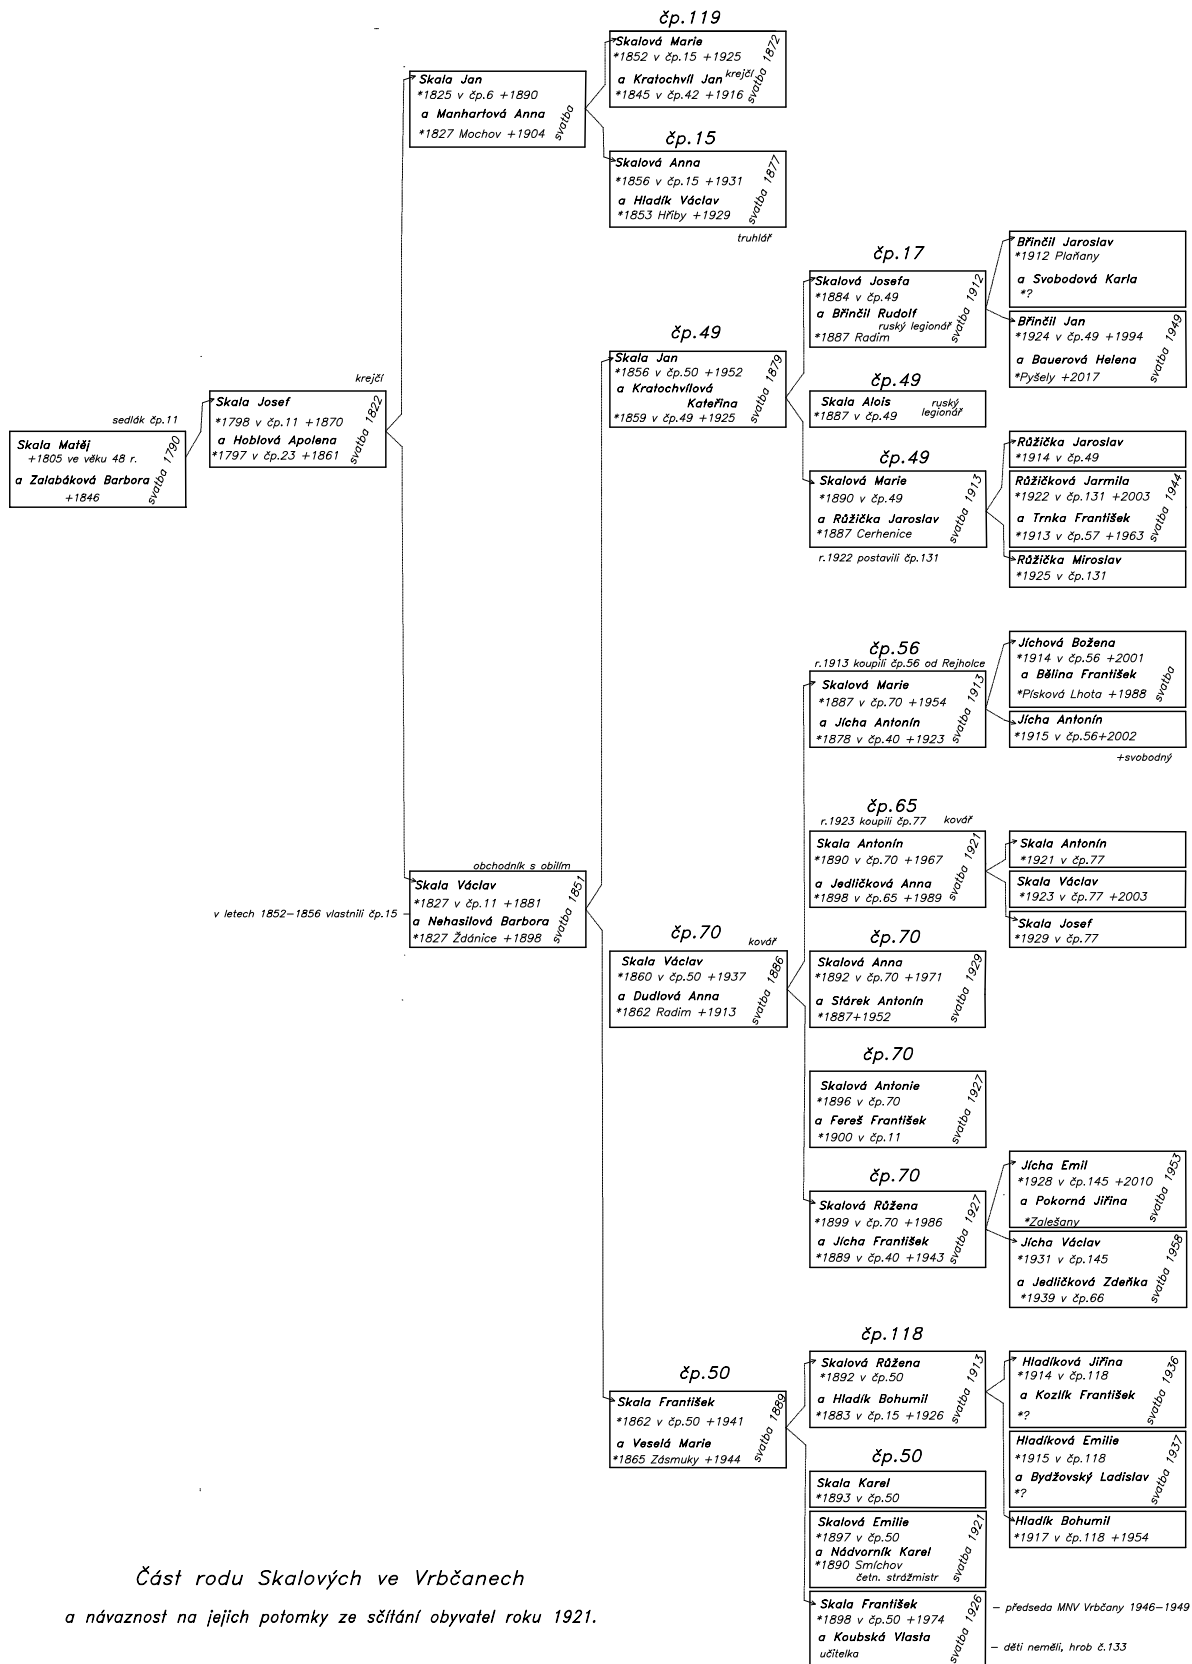 sedlák čp.11
Skala Matěj
+1805 ve věku 48 r.
a Zalabáková Barbora
+1846
svatba 1790
krejčí
Skala Josef
*1798 v čp.11 +1870
a Hoblová Apolena
*1797 v čp.23 +1861
svatba 1822
Skala Jan
*1825 v čp.6 +1890
a Manhartová Anna
*1827 Mochov +1904
svatba
obchodník s obilím
Skala Václav
*1827 v čp.11 +1881
a Nehasilová Barbora
*1827 Ždánice +1898
svatba 1851
v letech 1852–1856 vlastnili čp.15
čp.119
Skalová Marie
*1852 v čp.15 +1925
a Kratochvíl Jan krejčí
*1845 v čp.42 +1916
svatba 1872
čp.15
Skalová Anna
*1856 v čp.15 +1931
a Hladík Václav
*1853 Hřiby +1929
svatba 1877
truhlář
čp.49
Skala Jan
*1856 v čp.50 +1952
a Kratochvílová
Kateřina
*1859 v čp.49 +1925
svatba 1879
čp.70
kovář
Skala Václav
*1860 v čp.50 +1937
a Dudlová Anna
*1862 Radim +1913
svatba 1886
čp.50
Skala František
*1862 v čp.50 +1941
a Veselá Marie
*1865 Zásmuky +1944
svatba 1889
čp.17
Skalová Josefa
*1884 v čp.49
a Břinčil Rudolf
ruský legionář
*1887 Radim
svatba 1912
čp.49
Skala Alois
*1887 v čp.49
ruský
legionář
čp.49
Skalová Marie
*1890 v čp.49
a Růžička Jaroslav
*1887 Cerhenice
svatba 1913
r.1922 postavili čp.131
čp.56
r.1913 koupili čp.56 od Rejholce
Skalová Marie
*1887 v čp.70 +1954
a Jícha Antonín
*1878 v čp.40 +1923
svatba 1913
čp.65
r.1923 koupili čp.77 kovář
Skala Antonín
*1890 v čp.70 +1967
a Jedličková Anna
*1898 v čp.65 +1989
svatba 1921
čp.70
Skalová Anna
*1892 v čp.70 +1971
a Stárek Antonín
*1887+1952
svatba 1929
čp.70
Skalová Antonie
*1896 v čp.70
a Fereš František
*1900 v čp.11
svatba 1927
čp.70
Skalová Růžena
*1899 v čp.70 +1986
a Jícha František
*1889 v čp.40 +1943
svatba 1927
čp.118
Skalová Růžena
*1892 v čp.50
a Hladík Bohumil
*1883 v čp.15 +1926
svatba 1913
čp.50
Skala Karel
*1893 v čp.50
Skalová Emilie
*1897 v čp.50
a Nádvorník Karel
*1890 Smíchov
četn. strážmistr
svatba 1921
Skala František
*1898 v čp.50 +1974
a Koubská Vlasta
učitelka
svatba 1926
– předseda MNV Vrbčany 1946–1949
– děti neměli, hrob č.133
Břinčil Jaroslav
*1912 Plaňany
a Svobodová Karla
*?
Břinčil Jan
*1924 v čp.49 +1994
a Bauerová Helena
*Pyšely +2017
svatba 1949
Růžička Jaroslav
*1914 v čp.49
Růžičková Jarmila
*1922 v čp.131 +2003
a Trnka František
*1913 v čp.57 +1963
svatba 1944
Růžička Miroslav
*1925 v čp.131
Jíchová Božena
*1914 v čp.56 +2001
a Bělina František
*Písková Lhota +1988
svatba
Jícha Antonín
*1915 v čp.56+2002
+svobodný
Skala Antonín
*1921 v čp.77
Skala Václav
*1923 v čp.77 +2003
Skala Josef
*1929 v čp.77
Jícha Emil
*1928 v čp.145 +2010
a Pokorná Jiřina
*Zalešany
svatba 1953
Jícha Václav
*1931 v čp.145
a Jedličková Zdeňka
*1939 v čp.66
svatba 1958
Hladíková Jiřina
*1914 v čp.118
a Kozlík František
*?
svatba 1936
Hladíková Emilie
*1915 v čp.118
a Bydžovský Ladislav
*?
svatba 1937
Hladík Bohumil
*1917 v čp.118 +1954
Část rodu Skalových ve Vrbčanech
a návaznost na jejich potomky ze sčítání obyvatel roku 1921.